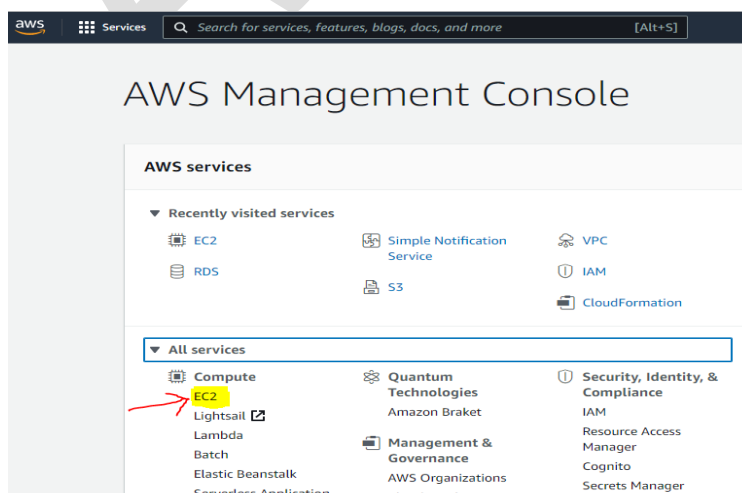 aws
Services
Search for services, features, blogs, docs, and more
[Alt+S]
AWS Management Console
AWS services
Recently visited services
EC2
RDS
Simple Notification
Service
S3
VPC
IAM
CloudFormation
All services
Compute
EC2
Lightsail
Lambda
Batch
Elastic Beanstalk
Serverless Application
Quantum
Technologies
Amazon Braket
Management &
Governance
AWS Organizations
Security, Identity, &
Compliance
IAM
Resource Access
Manager
Cognito
Secrets Manager